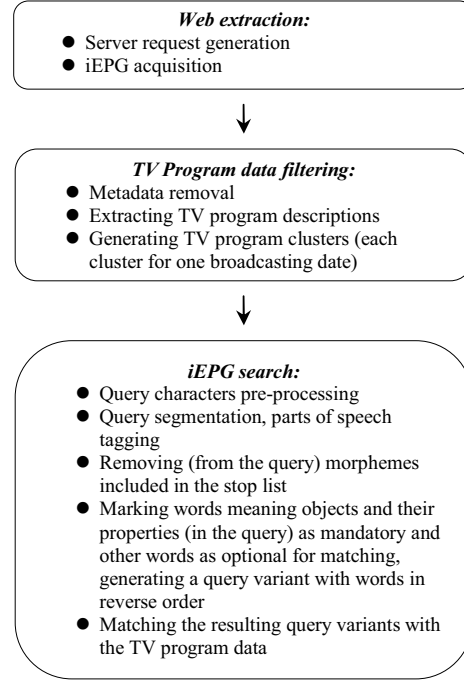 Web extraction:
● Server request generation
● iEPG acquisition
TV Program data filtering:
● Metadata removal
● Extracting TV program descriptions
● Generating TV program clusters (each
cluster for one broadcasting date)
iEPG search:
● Query characters pre-processing
● Query segmentation, parts of speech
tagging
● Removing (from the query) morphemes
included in the stop list
● Marking words meaning objects and their
properties (in the query) as mandatory and
other words as optional for matching,
generating a query variant with words in
reverse order
● Matching the resulting query variants with
the TV program data